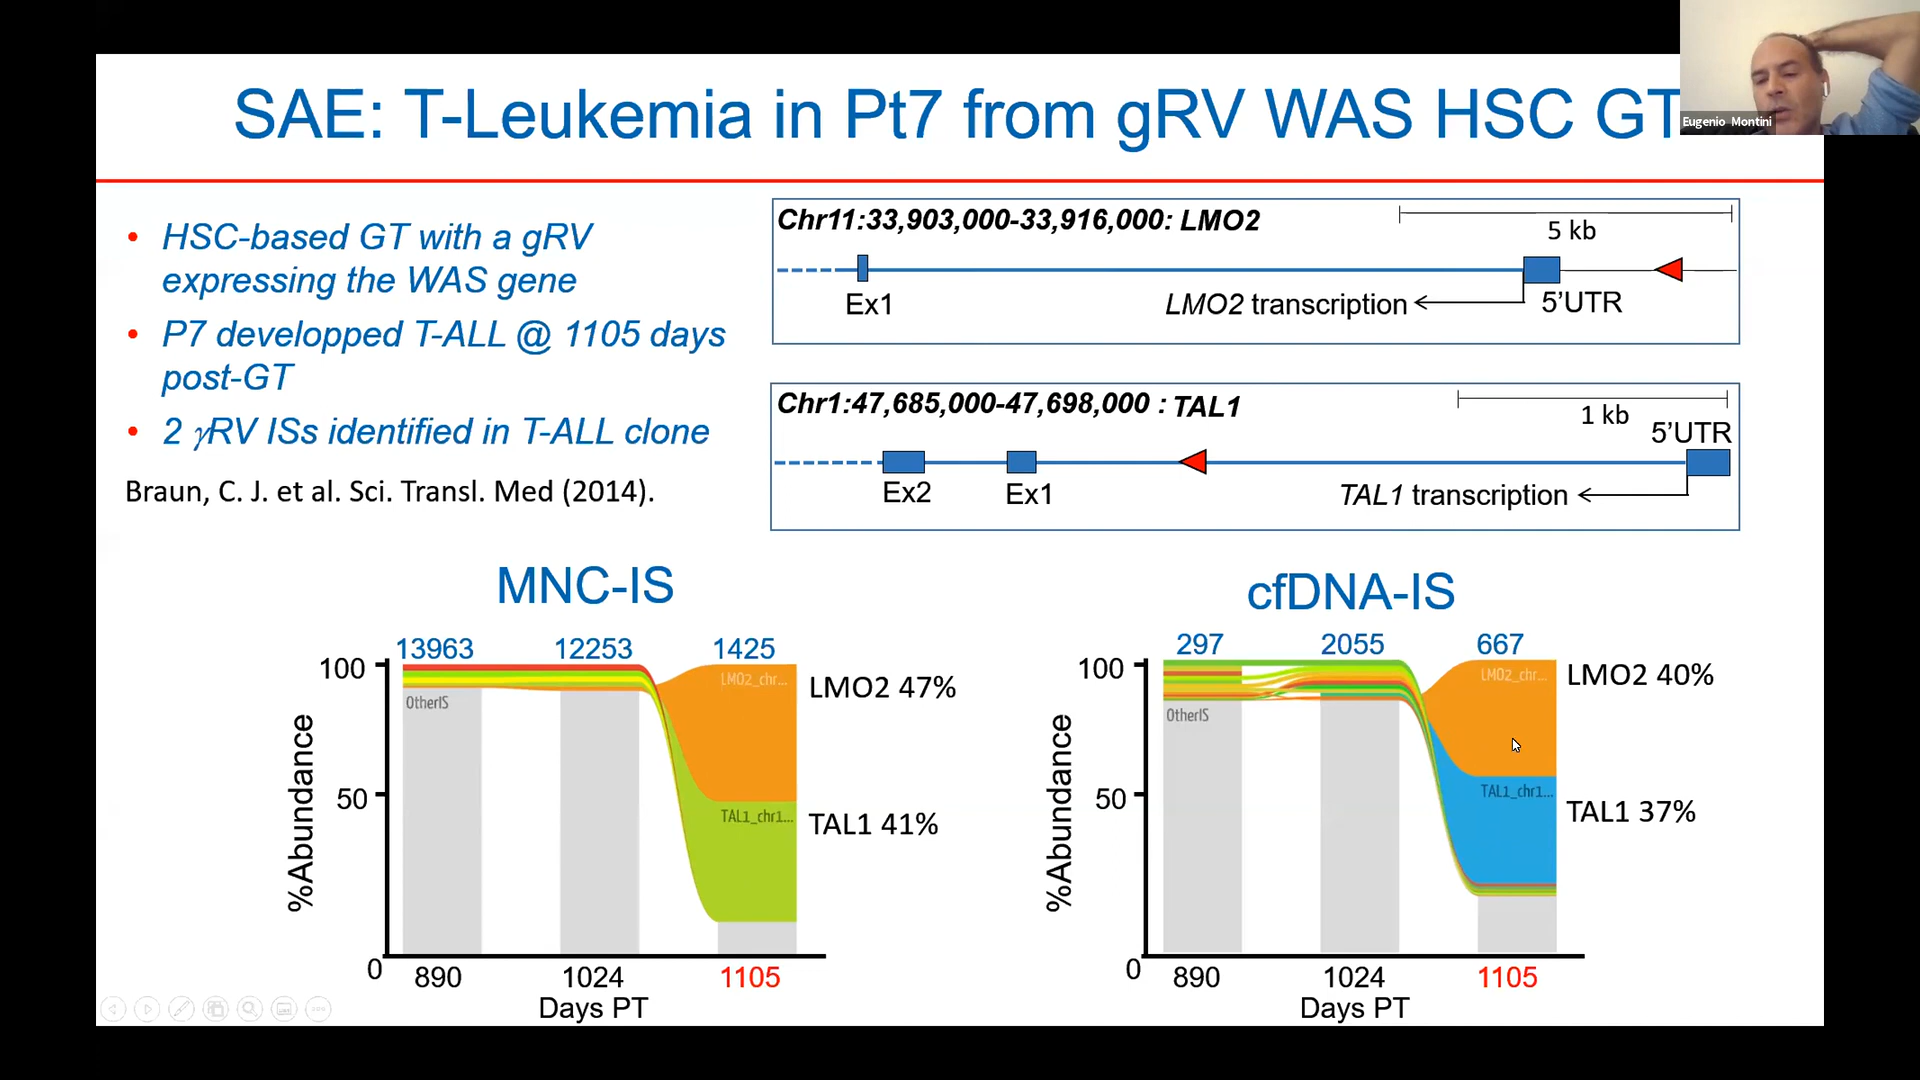 SAE: T-Leukemia in Pt7 from gRV WAS HSC GT
Eugenio Montini
• HSC-based GT with a gRV
expressing the WAS gene
• P7 developped T-ALL @ 1105 days
post-GT
• 2 γRV ISs identified in T-ALL clone
Braun, C. J. et al. Sci. Transl. Med (2014).
Chr11:33,903,000-33,916,000: LMO2
5 kb
Ex1
LMO2 transcription
5'UTR
Chr1:47,685,000-47,698,000 : TAL1
1 kb
5'UTR
Ex2
Ex1
TAL1 transcription
MNC-IS
13963 12253 1425
%Abundance
100
50
0
OtherIS
LMO2_chr...
TAL1_chr1...
LMO2 47%
TAL1 41%
890 1024 1105
Days PT
cfDNA-IS
297 2055 667
%Abundance
100
50
0
OtherIS
LMO2_chr...
TAL1_chr1...
LMO2 40%
TAL1 37%
890 1024 1105
Days PT